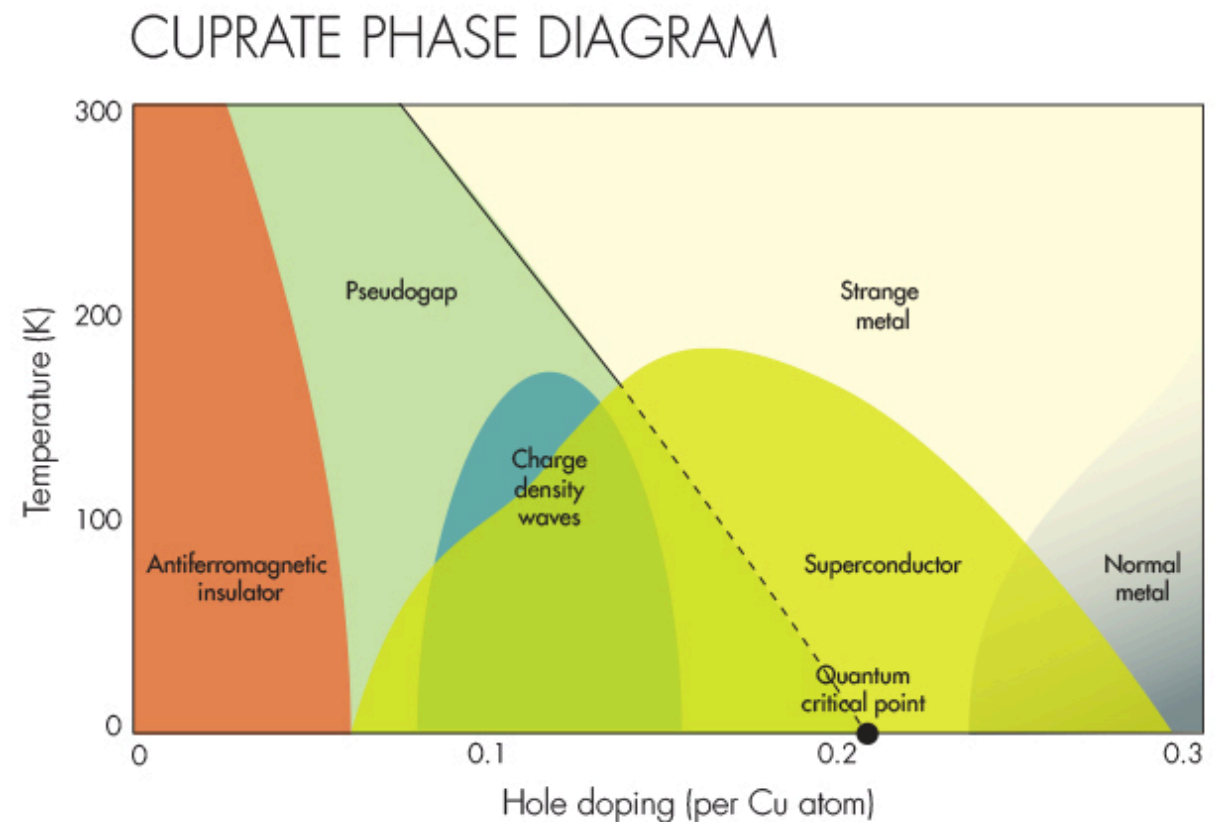 CUPRATE PHASE DIAGRAM
300
200
100
0
Temperature (K)
Pseudogap
Strange
metal
Charge
density
waves
Antiferromagnetic
insulator
Superconductor
Normal
metal
Quantum
critical point
0
0.1
0.2
0.3
Hole doping (per Cu atom)